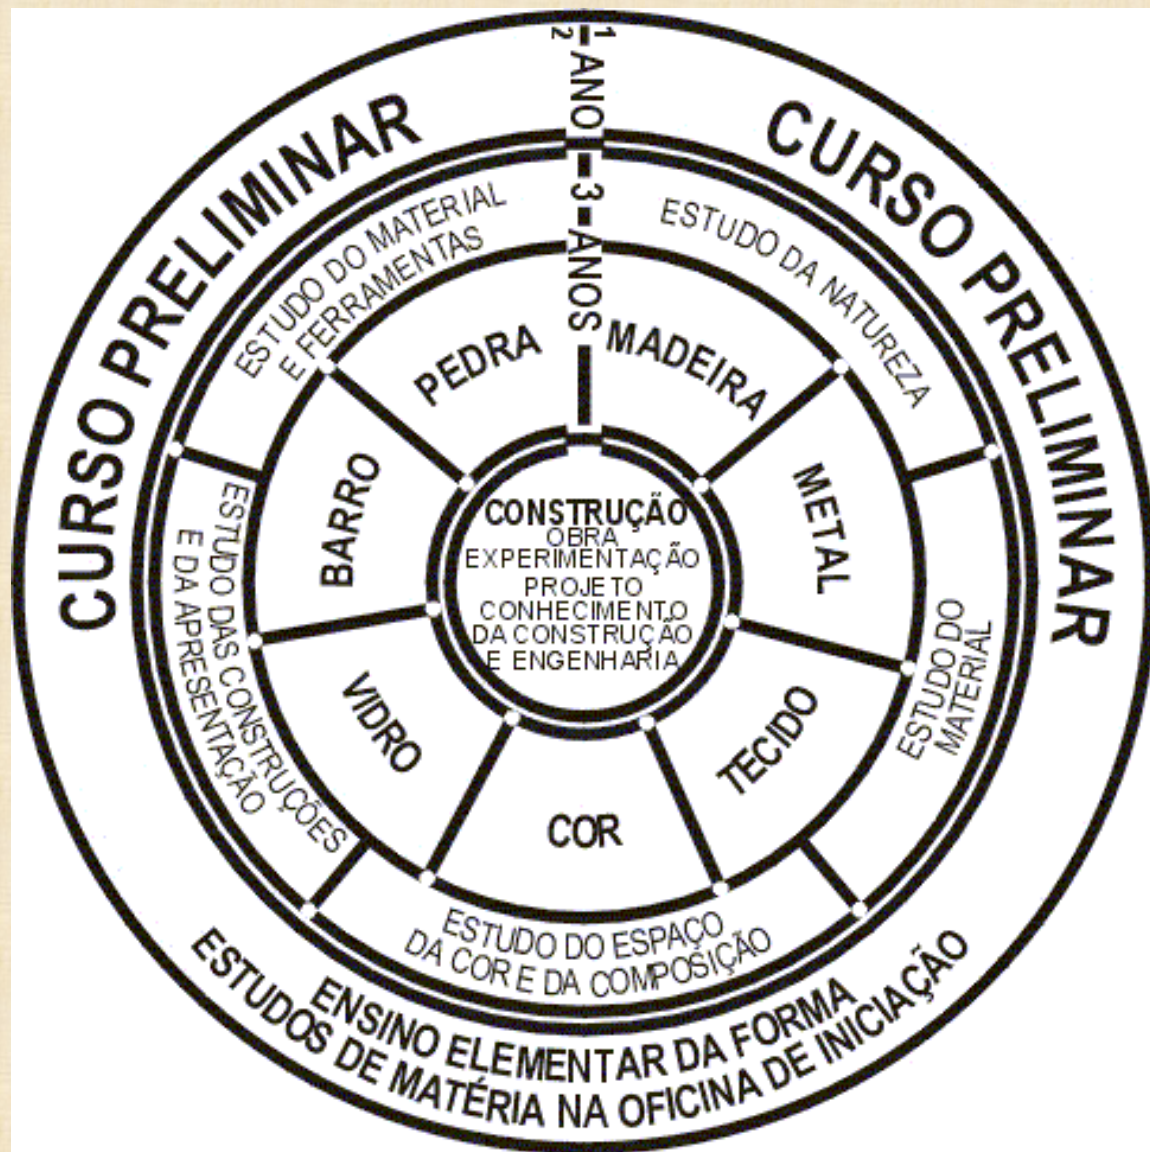 1
2
ANO
3
ANOS
CURSO PRELIMINAR
CURSO PRELIMINAR
ESTUDO DO MATERIAL
E FERRAMENTAS
ESTUDO DA NATUREZA
ESTUDO DO
MATERIAL
ESTUDO DO ESPAÇO
DA COR E DA COMPOSIÇÃO
ESTUDO DAS CONSTRUÇÕES
E DA APRESENTAÇÃO
PEDRA
MADEIRA
METAL
TECIDO
COR
VIDRO
BARRO
CONSTRUÇÃO
OBRA
EXPERIMENTAÇÃO
PROJETO
CONHECIMENTO
DA CONSTRUÇÃO
E ENGENHARIA
ENSINO ELEMENTAR DA FORMA
ESTUDOS DE MATÉRIA NA OFICINA DE INICIAÇÃO